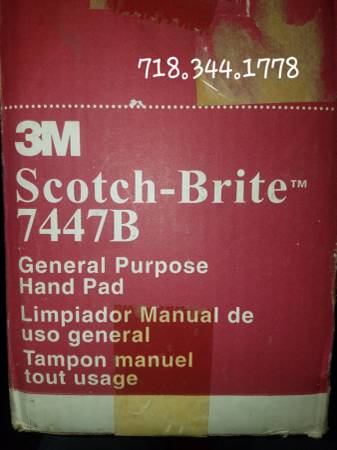 718.344.1778
3M
Scotch-Brite™
7447B
General Purpose
Hand Pad
Limpiador Manual de
uso general
Tampon manuel
tout usage